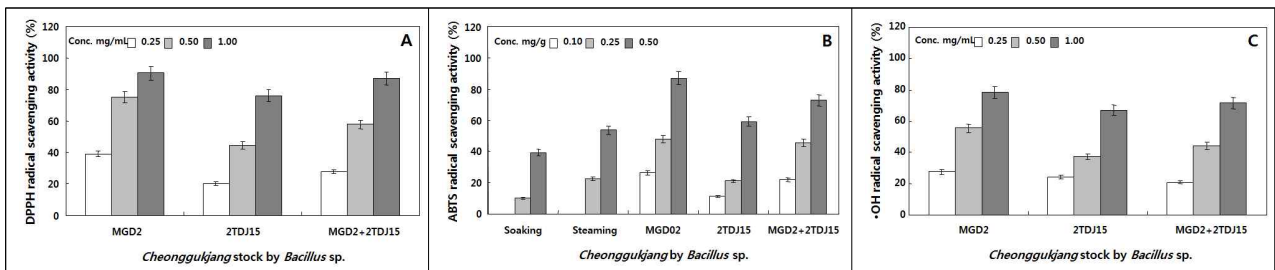 DPPH radical scavenging activity (%)
120
100
80
60
40
20
0
Conc. mg/mL 0.25 0.50 1.00
A
MGD2 2TDJ15 MGD2+2TDJ15
Cheonggukjang stock by Bacillus sp.
ABTS radical scavenging activity (%)
120
100
80
60
40
20
0
Conc. mg/g 0.10 0.25 0.50
B
Soaking Steaming MGD02 2TDJ15 MGD2+2TDJ15
Cheonggukjang by Bacillus sp.
•OH radical scavenging activity (%)
120
100
80
60
40
20
0
Conc. mg/mL 0.25 0.50 1.00
C
MGD2 2TDJ15 MGD2+2TDJ15
Cheonggukjang stock by Bacillus sp.